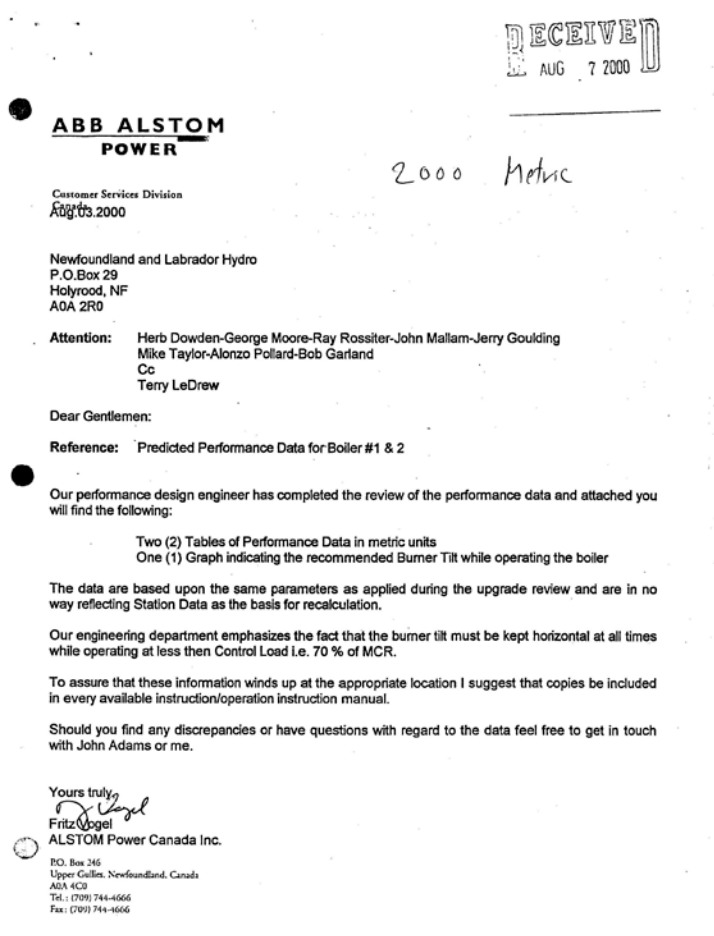 RECEIVED
AUG 7 2000
ABB ALSTOM
POWER
2000 Metric
Customer Services Division
Canada
Aug.03.2000
Newfoundland and Labrador Hydro
P.O.Box 29
Holyrood, NF
A0A 2R0
Attention: Herb Dowden-George Moore-Ray Rossiter-John Mallam-Jerry Goulding
Mike Taylor-Alonzo Pollard-Bob Garland
Cc
Terry LeDrew
Dear Gentlemen:
Reference: Predicted Performance Data for Boiler #1 & 2
Our performance design engineer has completed the review of the performance data and attached you
will find the following:
Two (2) Tables of Performance Data in metric units
One (1) Graph indicating the recommended Burner Tilt while operating the boiler
The data are based upon the same parameters as applied during the upgrade review and are in no
way reflecting Station Data as the basis for recalculation.
Our engineering department emphasizes the fact that the burner tilt must be kept horizontal at all times
while operating at less then Control Load i.e. 70 % of MCR.
To assure that these information winds up at the appropriate location I suggest that copies be included
in every available instruction/operation instruction manual.
Should you find any discrepancies or have questions with regard to the data feel free to get in touch
with John Adams or me.
Yours truly,
Fritz Vogel
ALSTOM Power Canada Inc.
P.O. Box 246
Upper Gullies, Newfoundland, Canada
A0A 4C0
Tel.: (709) 744-4666
Fax: (709) 744-4666